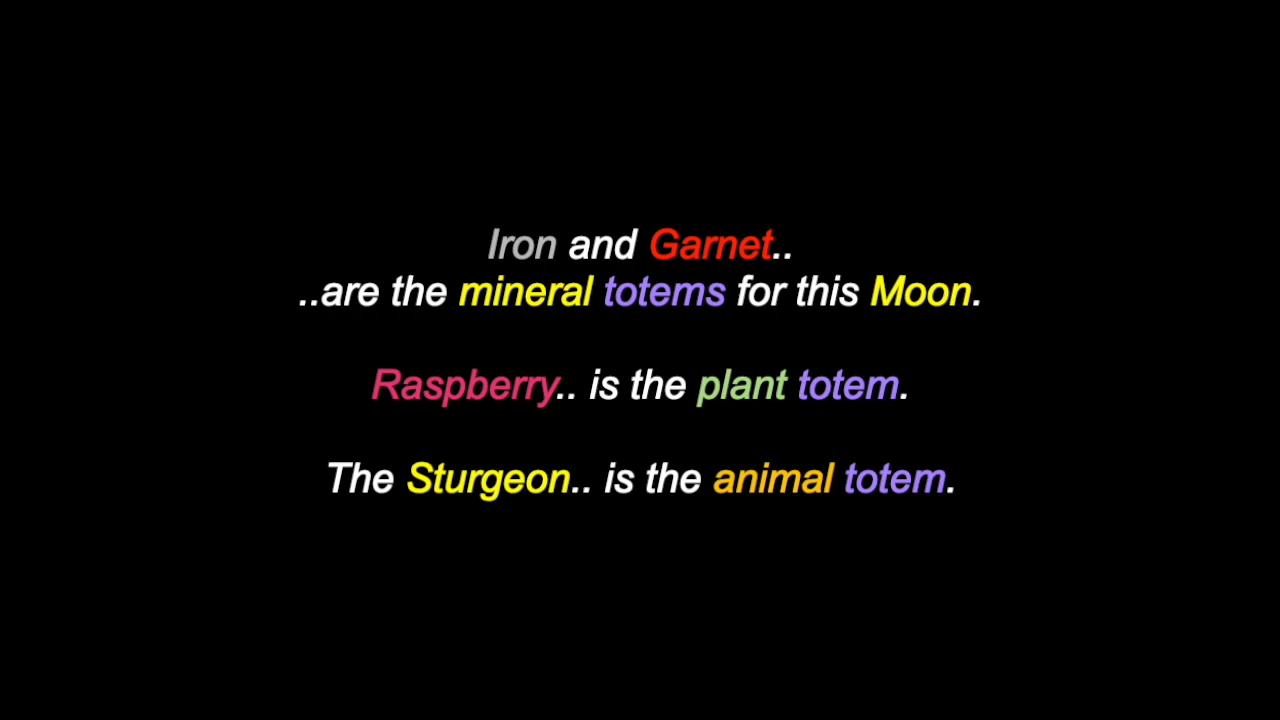 Iron and Garnet..
..are the mineral totems for this Moon.
Raspberry.. is the plant totem.
The Sturgeon.. is the animal totem.